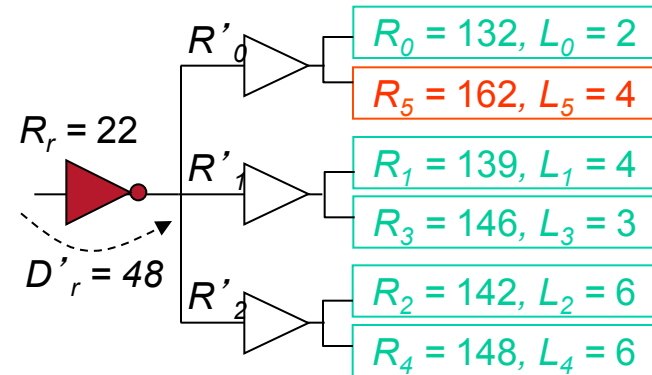 R'0
R0 = 132, L0 = 2
R5 = 162, L5 = 4
Rr = 22
R'1
R1 = 139, L1 = 4
R3 = 146, L3 = 3
D'r = 48
R'2
R2 = 142, L2 = 6
R4 = 148, L4 = 6